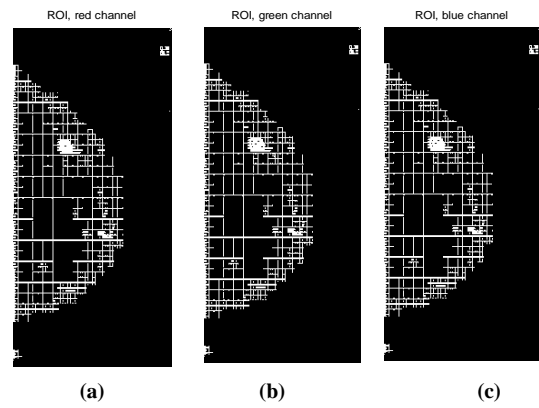 ROI, red channel
ROI, green channel
ROI, blue channel
(a)
(b)
(c)